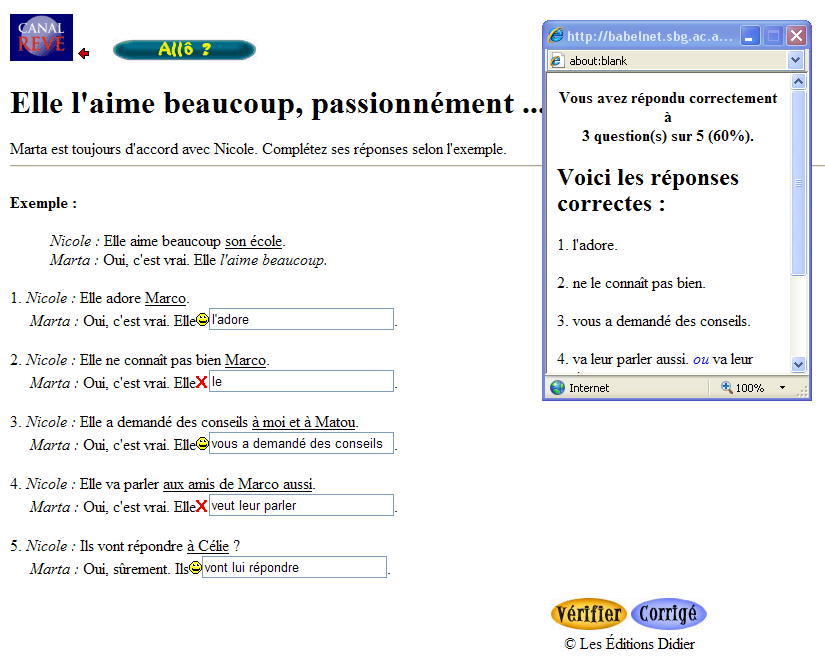 CANAL
REVE
Allô ?
Elle l'aime beaucoup, passionnément ...
Marta est toujours d'accord avec Nicole. Complétez ses réponses selon l'exemple.
Exemple :
Nicole : Elle aime beaucoup son école.
Marta : Oui, c'est vrai. Elle l'aime beaucoup.
1. Nicole : Elle adore Marco.
Marta : Oui, c'est vrai. Elle l'adore.
2. Nicole : Elle ne connaît pas bien Marco.
Marta : Oui, c'est vrai. Elle X le.
3. Nicole : Elle a demandé des conseils à moi et à Matou.
Marta : Oui, c'est vrai. Elle vous a demandé des conseils.
4. Nicole : Elle va parler aux amis de Marco aussi.
Marta : Oui, c'est vrai. Elle X veut leur parler.
5. Nicole : Ils vont répondre à Célie ?
Marta : Oui, sûrement. Ils vont lui répondre.
http://babelnet.sbg.ac.a...
about:blank
Vous avez répondu correctement
à
3 question(s) sur 5 (60%).
Voici les réponses
correctes :
1. l'adore.
2. ne le connaît pas bien.
3. vous a demandé des conseils.
4. va leur parler aussi. ou va leur
Internet
100%
Vérifier
Corrigé
© Les Éditions Didier